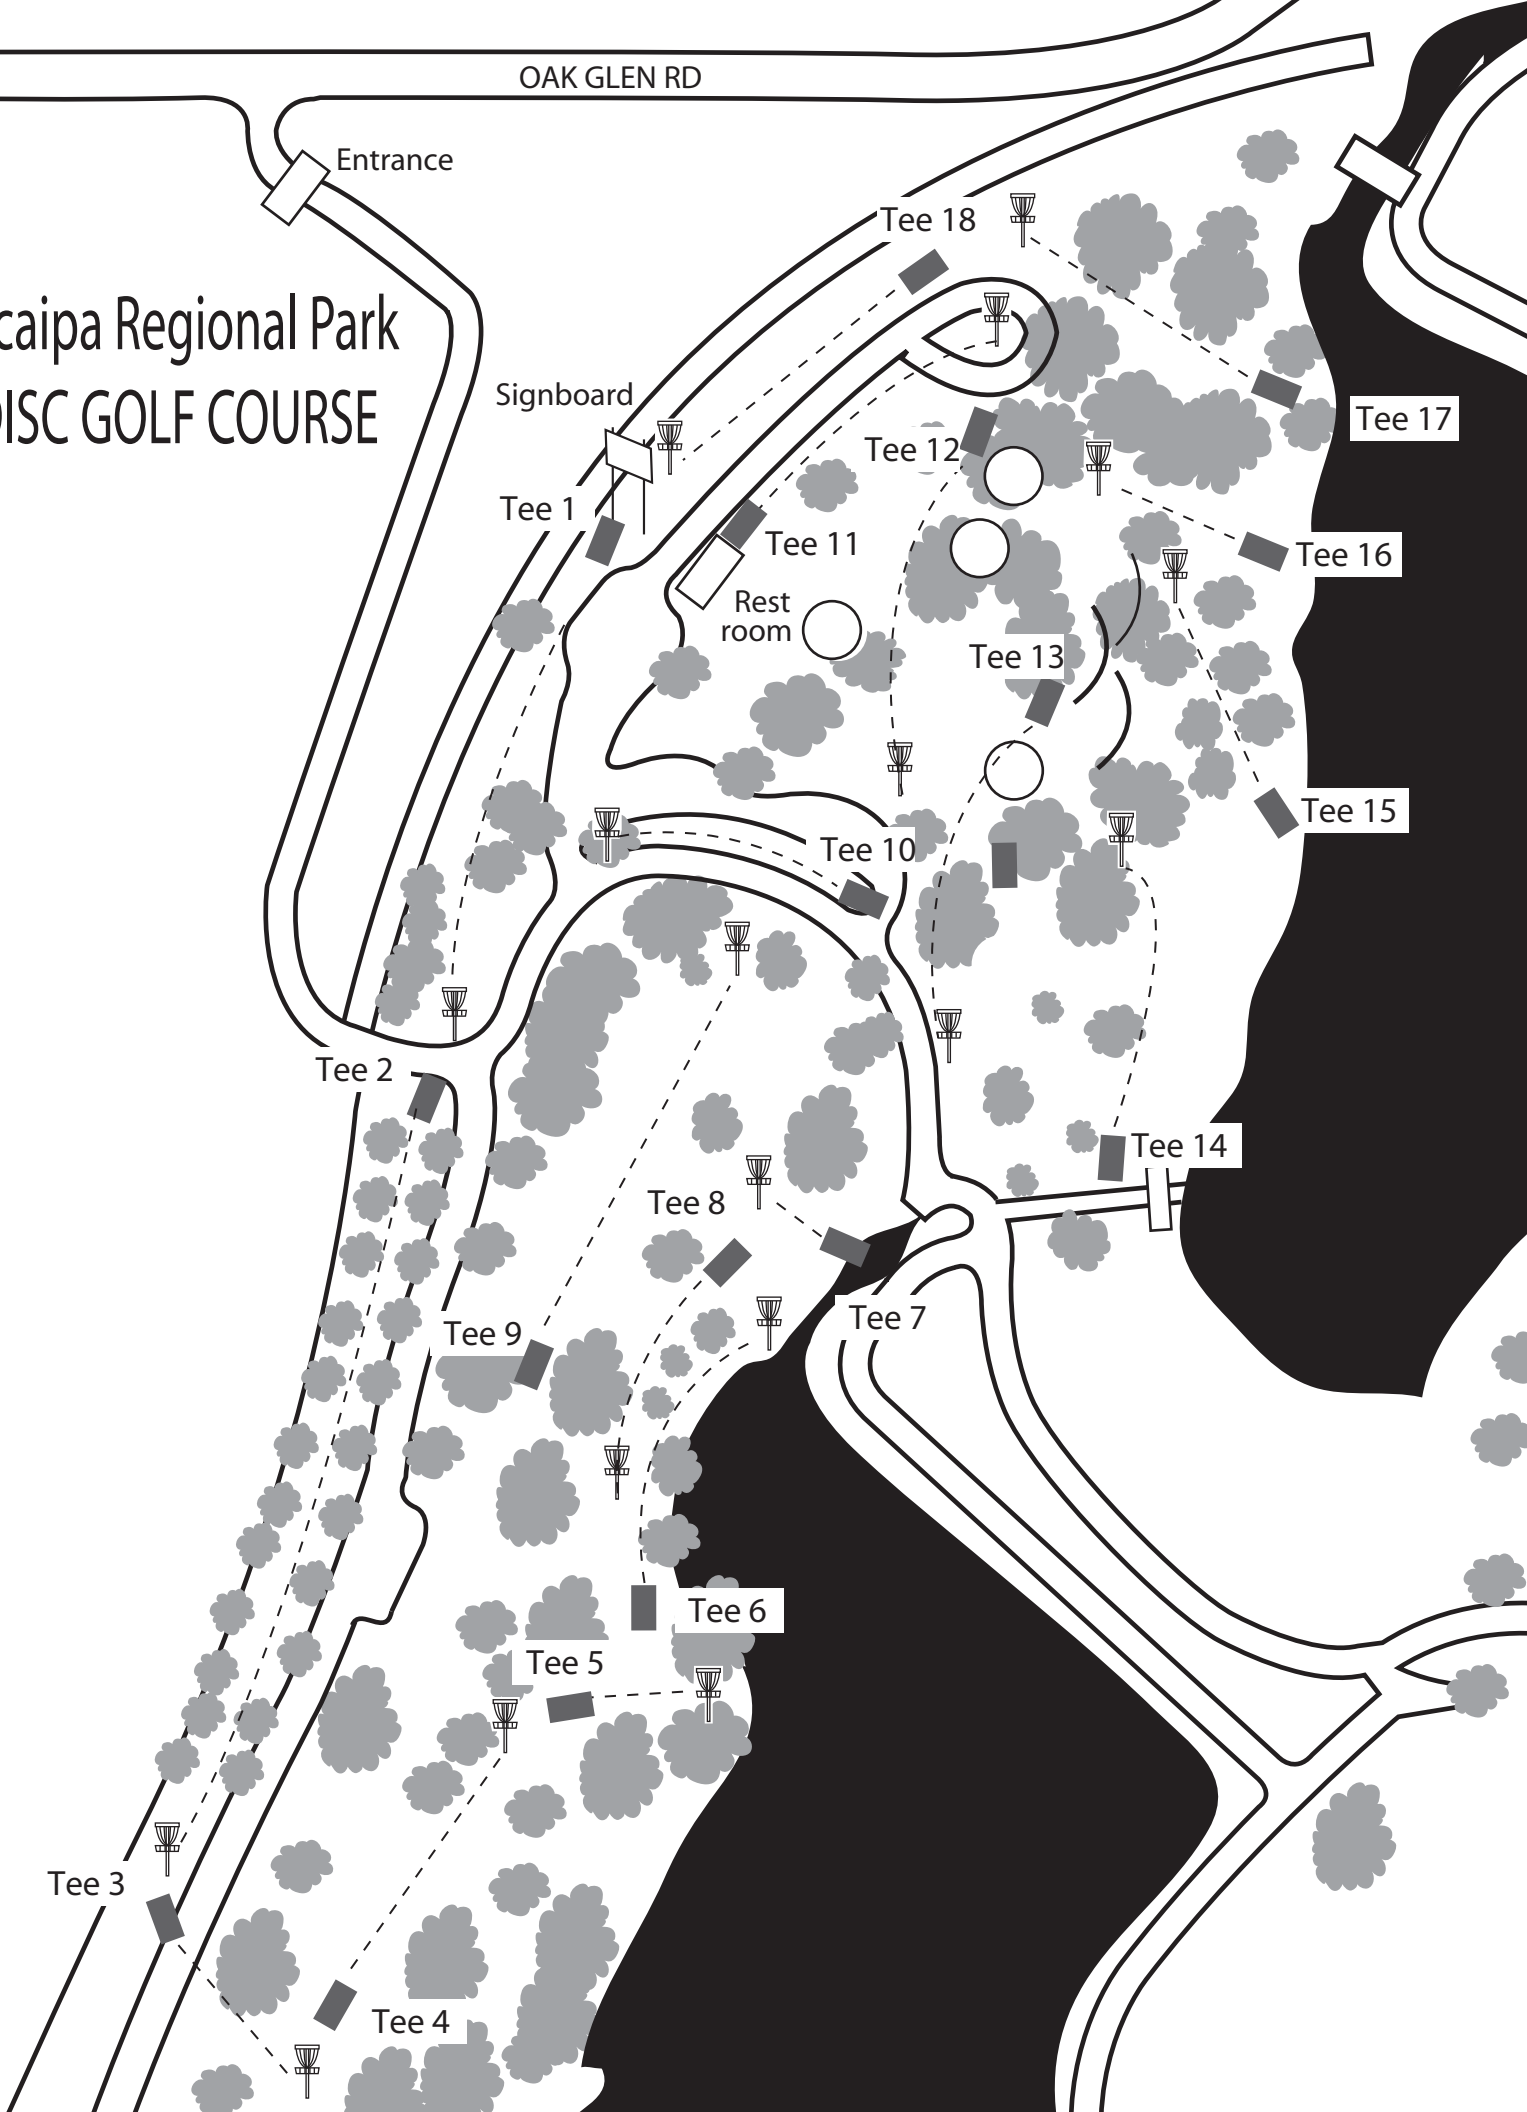 OAK GLEN RD
Entrance
Tee 18
caipa Regional Park
DISC GOLF COURSE
Signboard
Tee 17
Tee 12
Tee 1
Tee 11
Tee 16
Rest
room
Tee 13
Tee 15
Tee 10
Tee 2
Tee 14
Tee 8
Tee 7
Tee 9
Tee 6
Tee 5
Tee 3
Tee 4